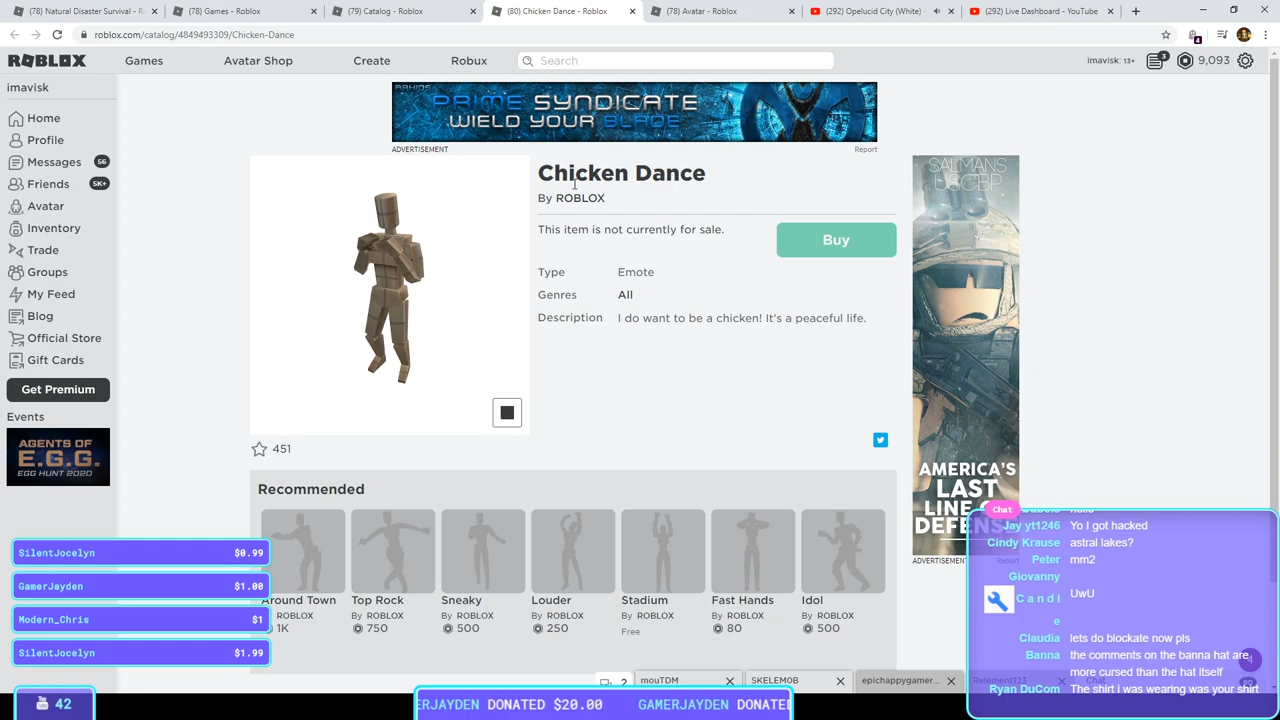 (78) Natural Disaster Survival - Ro
(78) Games - Roblox
(79) Catalog - Roblox
(80) Chicken Dance - Roblox
(78) Avatar - Roblox
(292) Opelucid City (White) -
(292) Live Dashboard - YouTube
roblox.com/catalog/4849493309/Chicken-Dance
ROBLOX
Games
Avatar Shop
Create
Robux
Search
imavisk: 13+
3
9,093
imavisk
Home
Profile
Messages 56
Friends 5K+
Avatar
Inventory
Trade
Groups
My Feed
Blog
Official Store
Gift Cards
Get Premium
Events
AGENTS OF
E.G.G.
EGG HUNT 2020
PRIME SYNDICATE
WIELD YOUR BLADE
ADVERTISEMENT
Report
Chicken Dance
By ROBLOX
This item is not currently for sale.
Buy
Type Emote
Genres All
Description I do want to be a chicken! It's a peaceful life.
451
SALMANS
USCBP
AMERICA'S
LAST
LINE O
DEFEN
ADVERTISEMENT
Recommended
Around Town
By ROBLOX
1K
Top Rock
By ROBLOX
750
Sneaky
By ROBLOX
500
Louder
By ROBLOX
250
Stadium
By ROBLOX
Free
Fast Hands
By ROBLOX
80
Idol
By ROBLOX
500
SilentJocelyn $0.99
GamerJayden $1.00
Modern_Chris $1
SilentJocelyn $1.99
42
ERJAYDEN DONATED $20.00 GAMERJAYDEN DONATED
2
mouTDM
SKELEMOB
epichappygamer...
Relement123
Chat
Chat
hello
Jay yt1246 Yo I got hacked
Cindy Krause astral lakes?
Peter mm2
Giovanny
C a n d l UwU
e
Claudia lets do blockate now pls
Banna the comments on the banna hat are
more cursed than the hat itself
Ryan DuCom The shirt i was wearing was your shirt